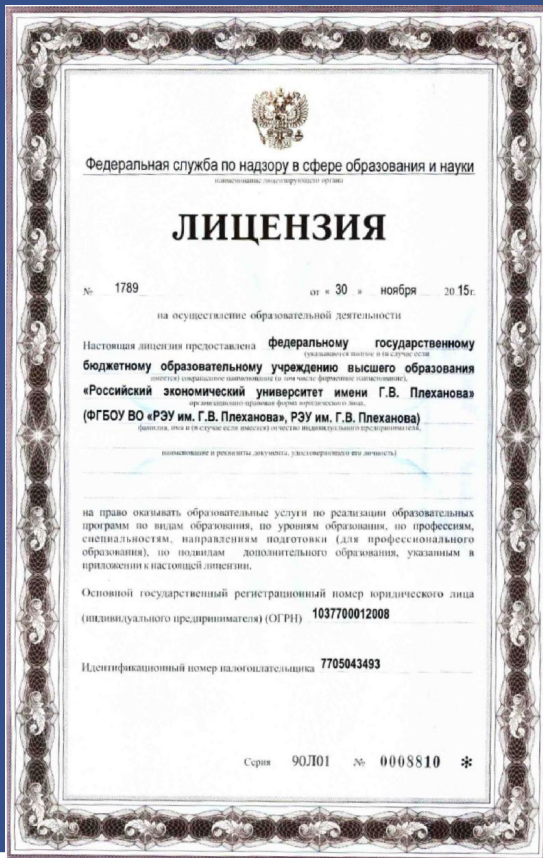 Федеральная служба по надзору в сфере образования и науки
наименование лицензирующего органа
ЛИЦЕНЗИЯ
№ 1789 от « 30 » ноября 2015г.
на осуществление образовательной деятельности
Настоящая лицензия предоставлена федеральному государственному
(указываются полное и (в случае если
бюджетному образовательному учреждению высшего образования
имеется) сокращенное наименование (в том числе фирменное наименование),
«Российский экономический университет имени Г.В. Плеханова»
организационно-правовая форма юридического лица,
(ФГБОУ ВО «РЭУ им. Г.В. Плеханова», РЭУ им. Г.В. Плеханова)
фамилия, имя и (в случае если имеется) отчество индивидуального предпринимателя,
наименование и реквизиты документа, удостоверяющего его личность)
на право оказывать образовательные услуги по реализации образовательных
программ по видам образования, по уровням образования, по профессиям,
специальностям, направлениям подготовки (для профессионального
образования), по подвидам дополнительного образования, указанным в
приложении к настоящей лицензии.
Основной государственный регистрационный номер юридического лица
(индивидуального предпринимателя) (ОГРН) 1037700012008
Идентификационный номер налогоплательщика 7705043493
Серия 90Л01 № 0008810 *